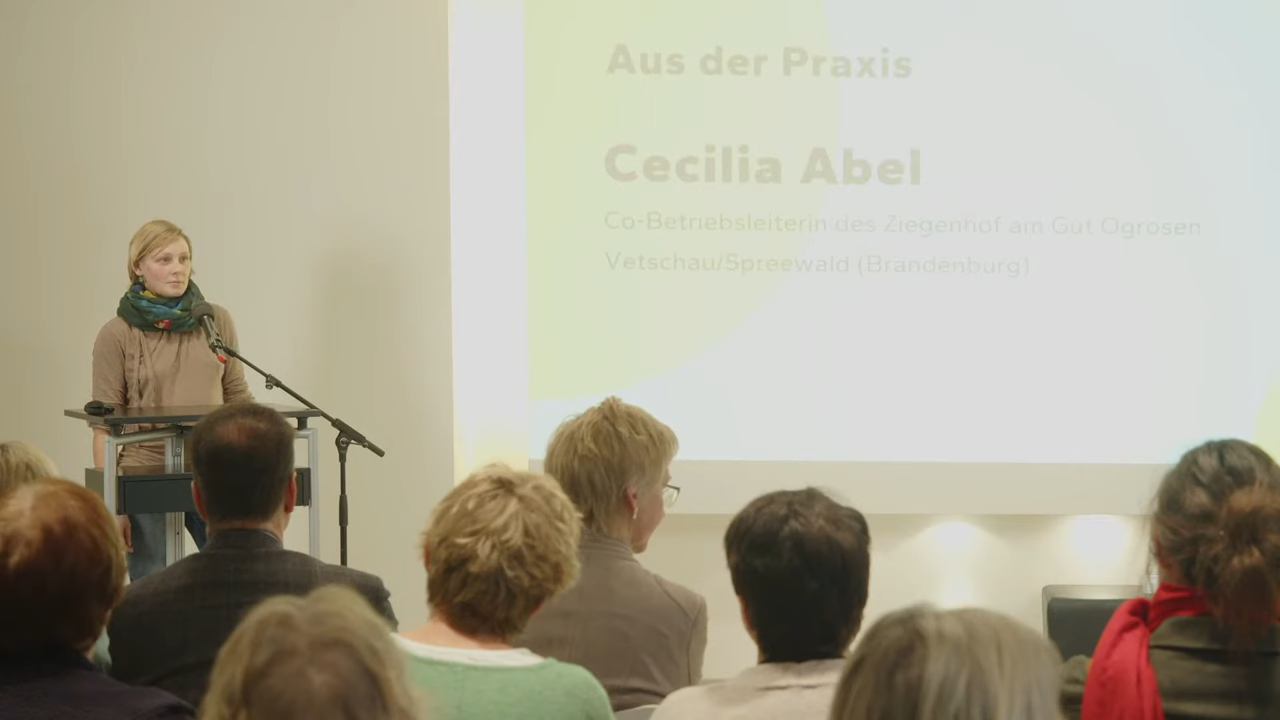 Aus der Praxis
Cecilia Abel
Co-Betriebsleiterin des Ziegenhof am Gut Ogrosen
Vetschau/Spreewald (Brandenburg)